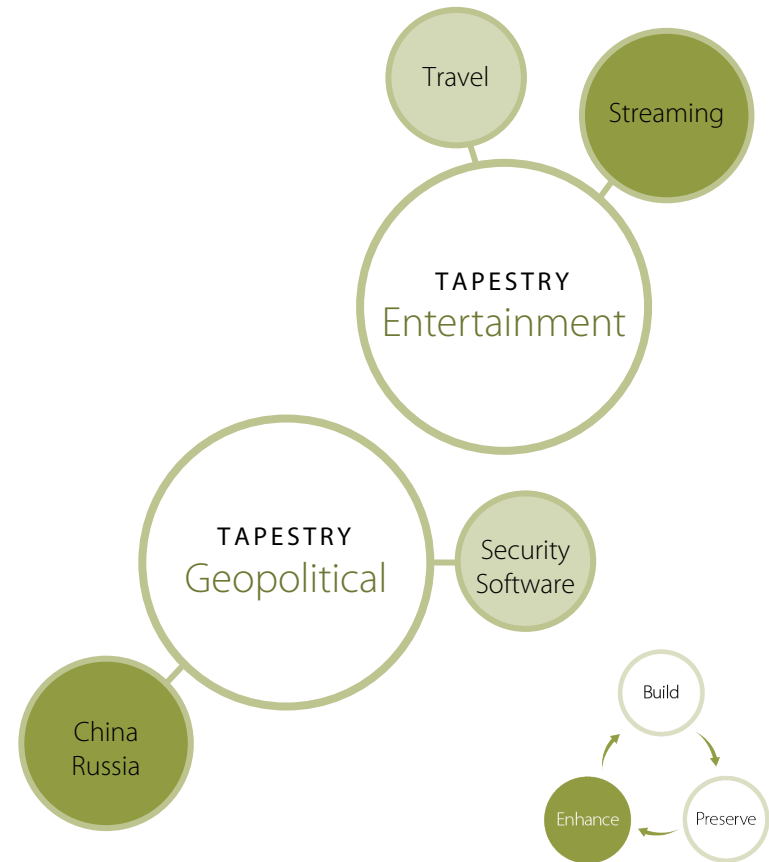 Travel
Streaming
TAPESTRY
Entertainment
TAPESTRY
Geopolitical
Security
Software
China
Russia
Build
Enhance
Preserve